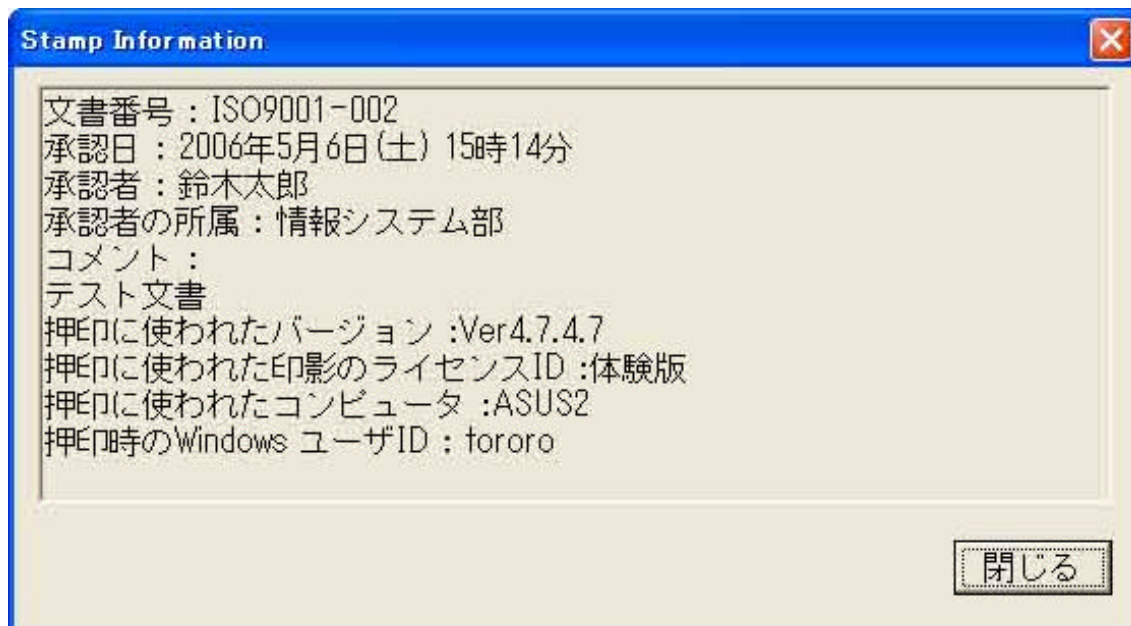 Stamp Information
文書番号：ISO9001-002
承認日：2006年5月6日(土) 15時14分
承認者：鈴木太郎
承認者の所属：情報システム部
コメント：
テスト文書
押印に使われたバージョン :Ver4.7.4.7
押印に使われた印影のライセンスID :体験版
押印に使われたコンピュータ :ASUS2
押印時のWindows ユーザID : tororo
閉じる